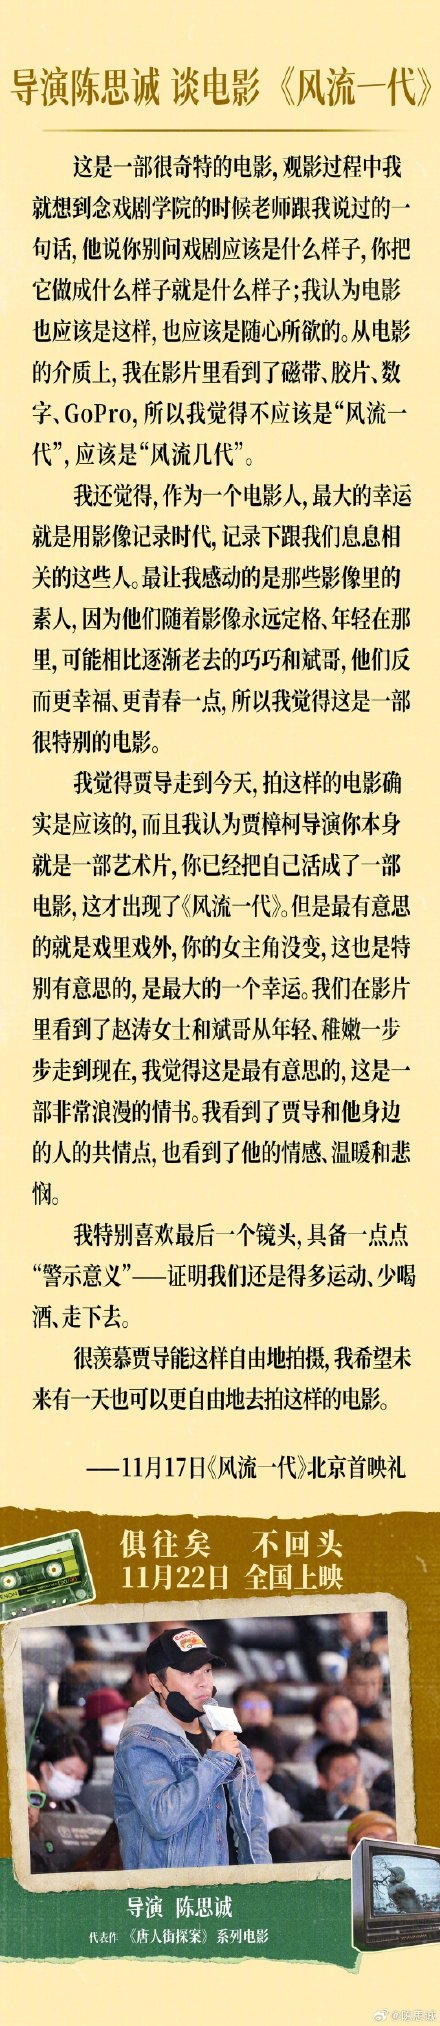 导演陈思诚 谈电影《风流一代》
这是一部很奇特的电影，观影过程中我
就想到念戏剧学院的时候老师跟我说过的一
句话，他说你别问戏剧应该是什么样子，你把
它做成什么样子就是什么样子；我认为电影
也应该是这样，也应该是随心所欲的。从电影
的介质上，我在影片里看到了磁带、胶片、数
字、GoPro，所以我觉得不应该是“风流一
代”，应该是“风流几代”。
我还觉得，作为一个电影人，最大的幸运
就是用影像记录时代，记录下跟我们息息相
关的这些人。最让我感动的是那些影像里的
素人，因为他们随着影像永远定格、年轻在那
里，可能相比逐渐老去的巧巧和斌哥，他们反
而更幸福、更青春一点，所以我觉得这是一部
很特别的电影。
我觉得贾导走到今天，拍这样的电影确
实是应该的，而且我认为贾樟柯导演你本身
就是一部艺术片，你已经把自己活成了一部
电影，这才出现了《风流一代》。但是最有意思
的就是戏里戏外，你的女主角没变，这也是特
别有意思的，是最大的一个幸运。我们在影片
里看到了赵涛女士和斌哥从年轻、稚嫩一步
步走到现在，我觉得这是最有意思的，这是一
部非常浪漫的情书。我看到了贾导和他身边
的人的共情点，也看到了他的情感、温暖和悲
悯。
我特别喜欢最后一个镜头，具备一点点
“警示意义”——证明我们还是得多运动、少喝
酒、走下去。
很羡慕贾导能这样自由地拍摄，我希望未
来有一天也可以更自由地去拍这样的电影。
——11月17日《风流一代》北京首映礼
俱往矣 不回头
11月22日 全国上映
导演 陈思诚
代表作 《唐人街探案》系列电影
@陈思诚